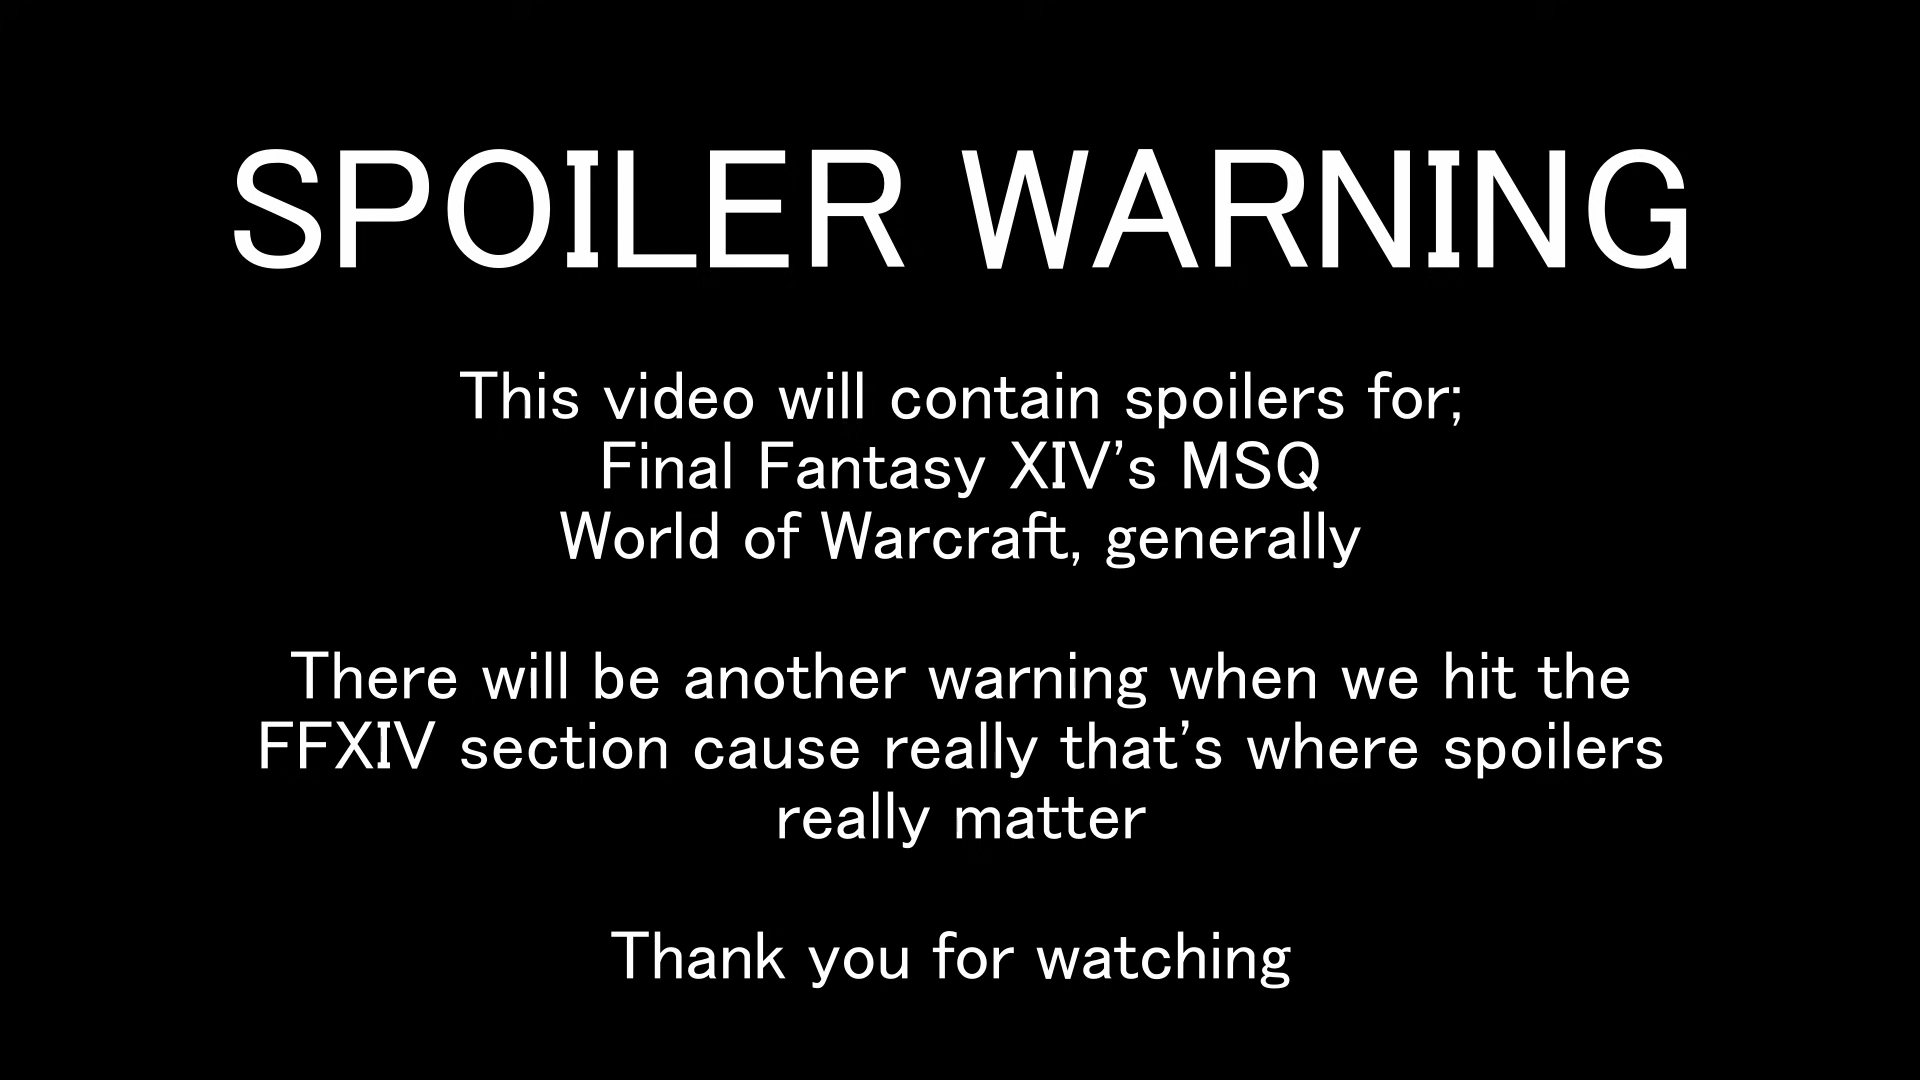 SPOILER WARNING
This video will contain spoilers for;
Final Fantasy XIV’s MSQ
World of Warcraft, generally
There will be another warning when we hit the
FFXIV section cause really that’s where spoilers
really matter
Thank you for watching